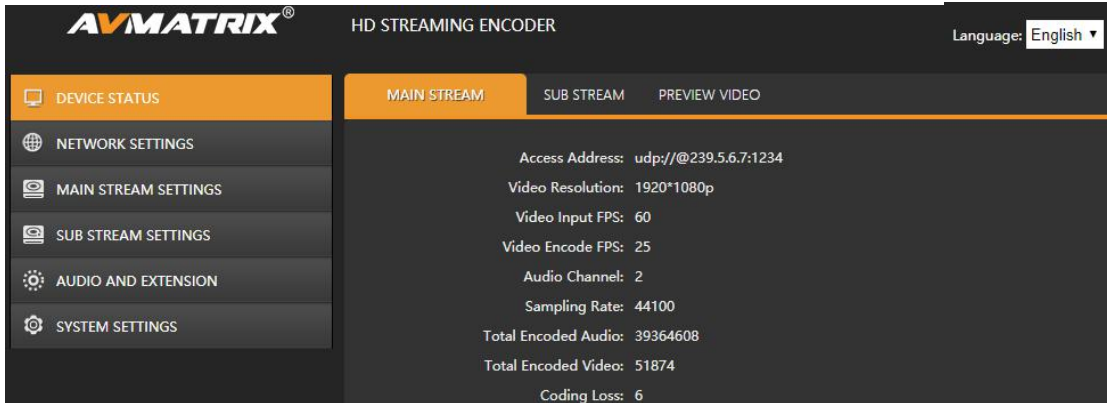 AVMATRIX®
HD STREAMING ENCODER
Language: English
DEVICE STATUS
NETWORK SETTINGS
MAIN STREAM SETTINGS
SUB STREAM SETTINGS
AUDIO AND EXTENSION
SYSTEM SETTINGS
MAIN STREAM SUB STREAM PREVIEW VIDEO
Access Address: udp://@239.5.6.7:1234
Video Resolution: 1920*1080p
Video Input FPS: 60
Video Encode FPS: 25
Audio Channel: 2
Sampling Rate: 44100
Total Encoded Audio: 39364608
Total Encoded Video: 51874
Coding Loss: 6